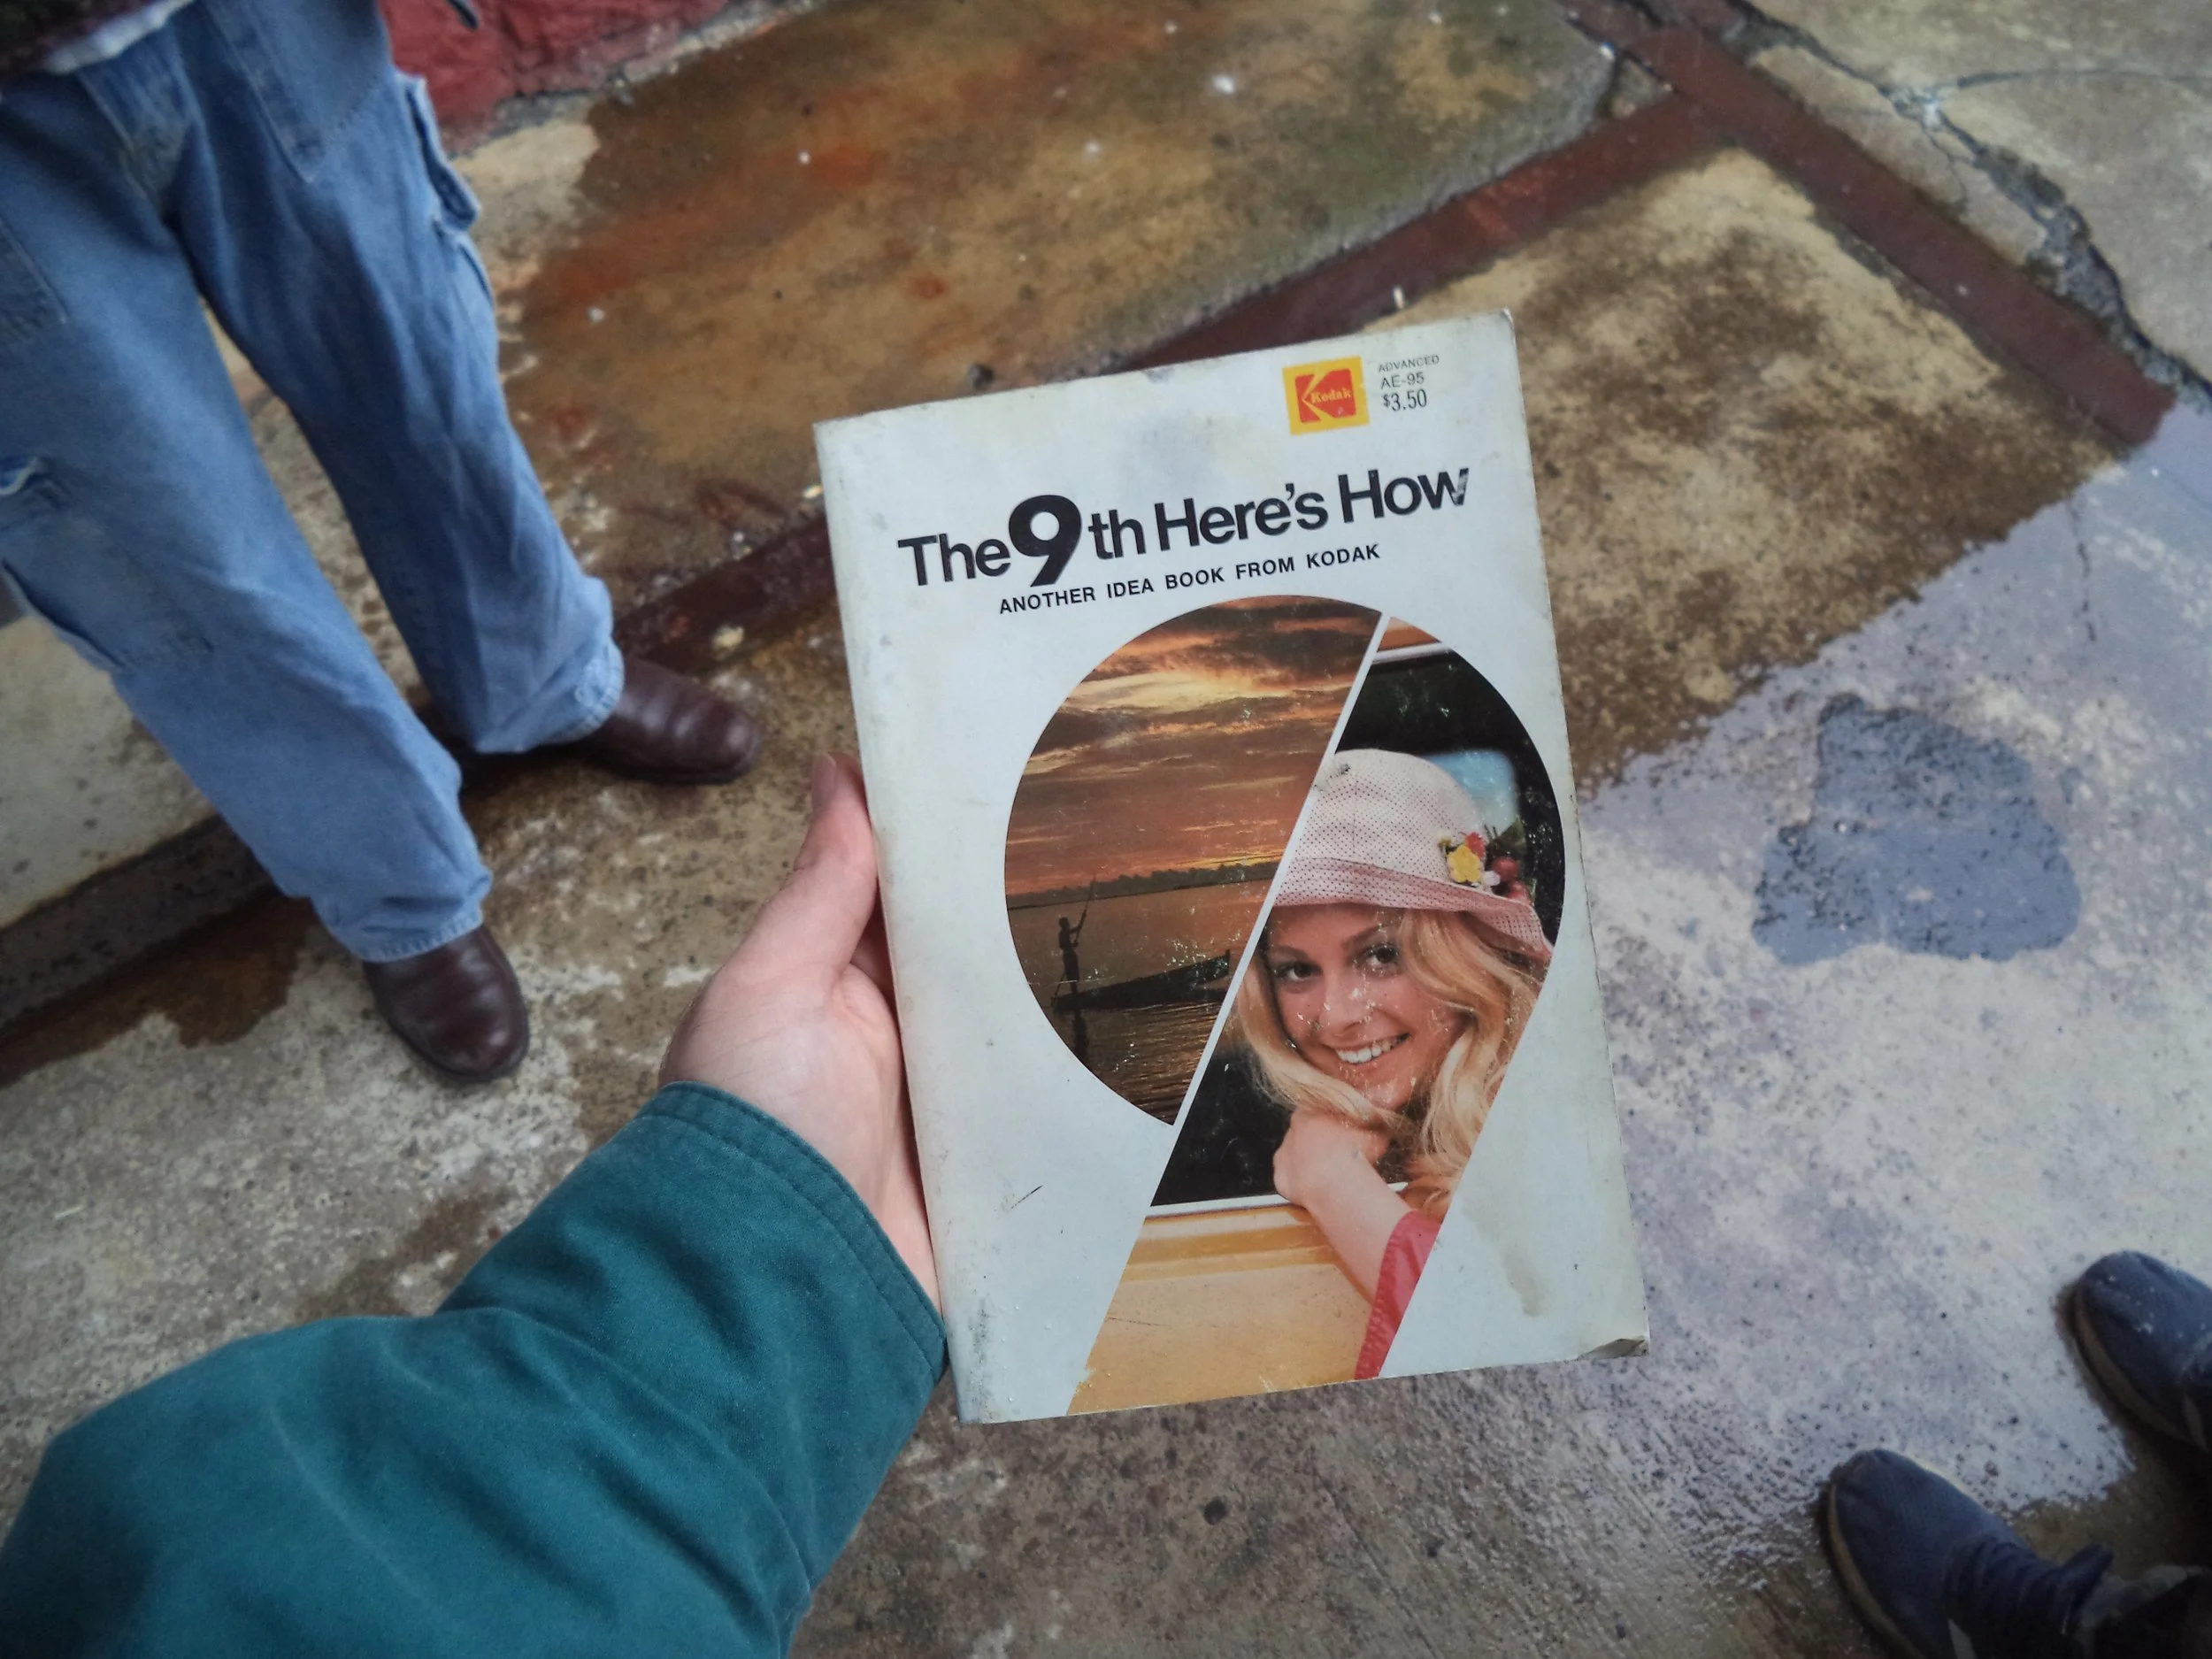 Kodak
ADVANCED
AE-95
$3.50
The 9th Here's How
ANOTHER IDEA BOOK FROM KODAK